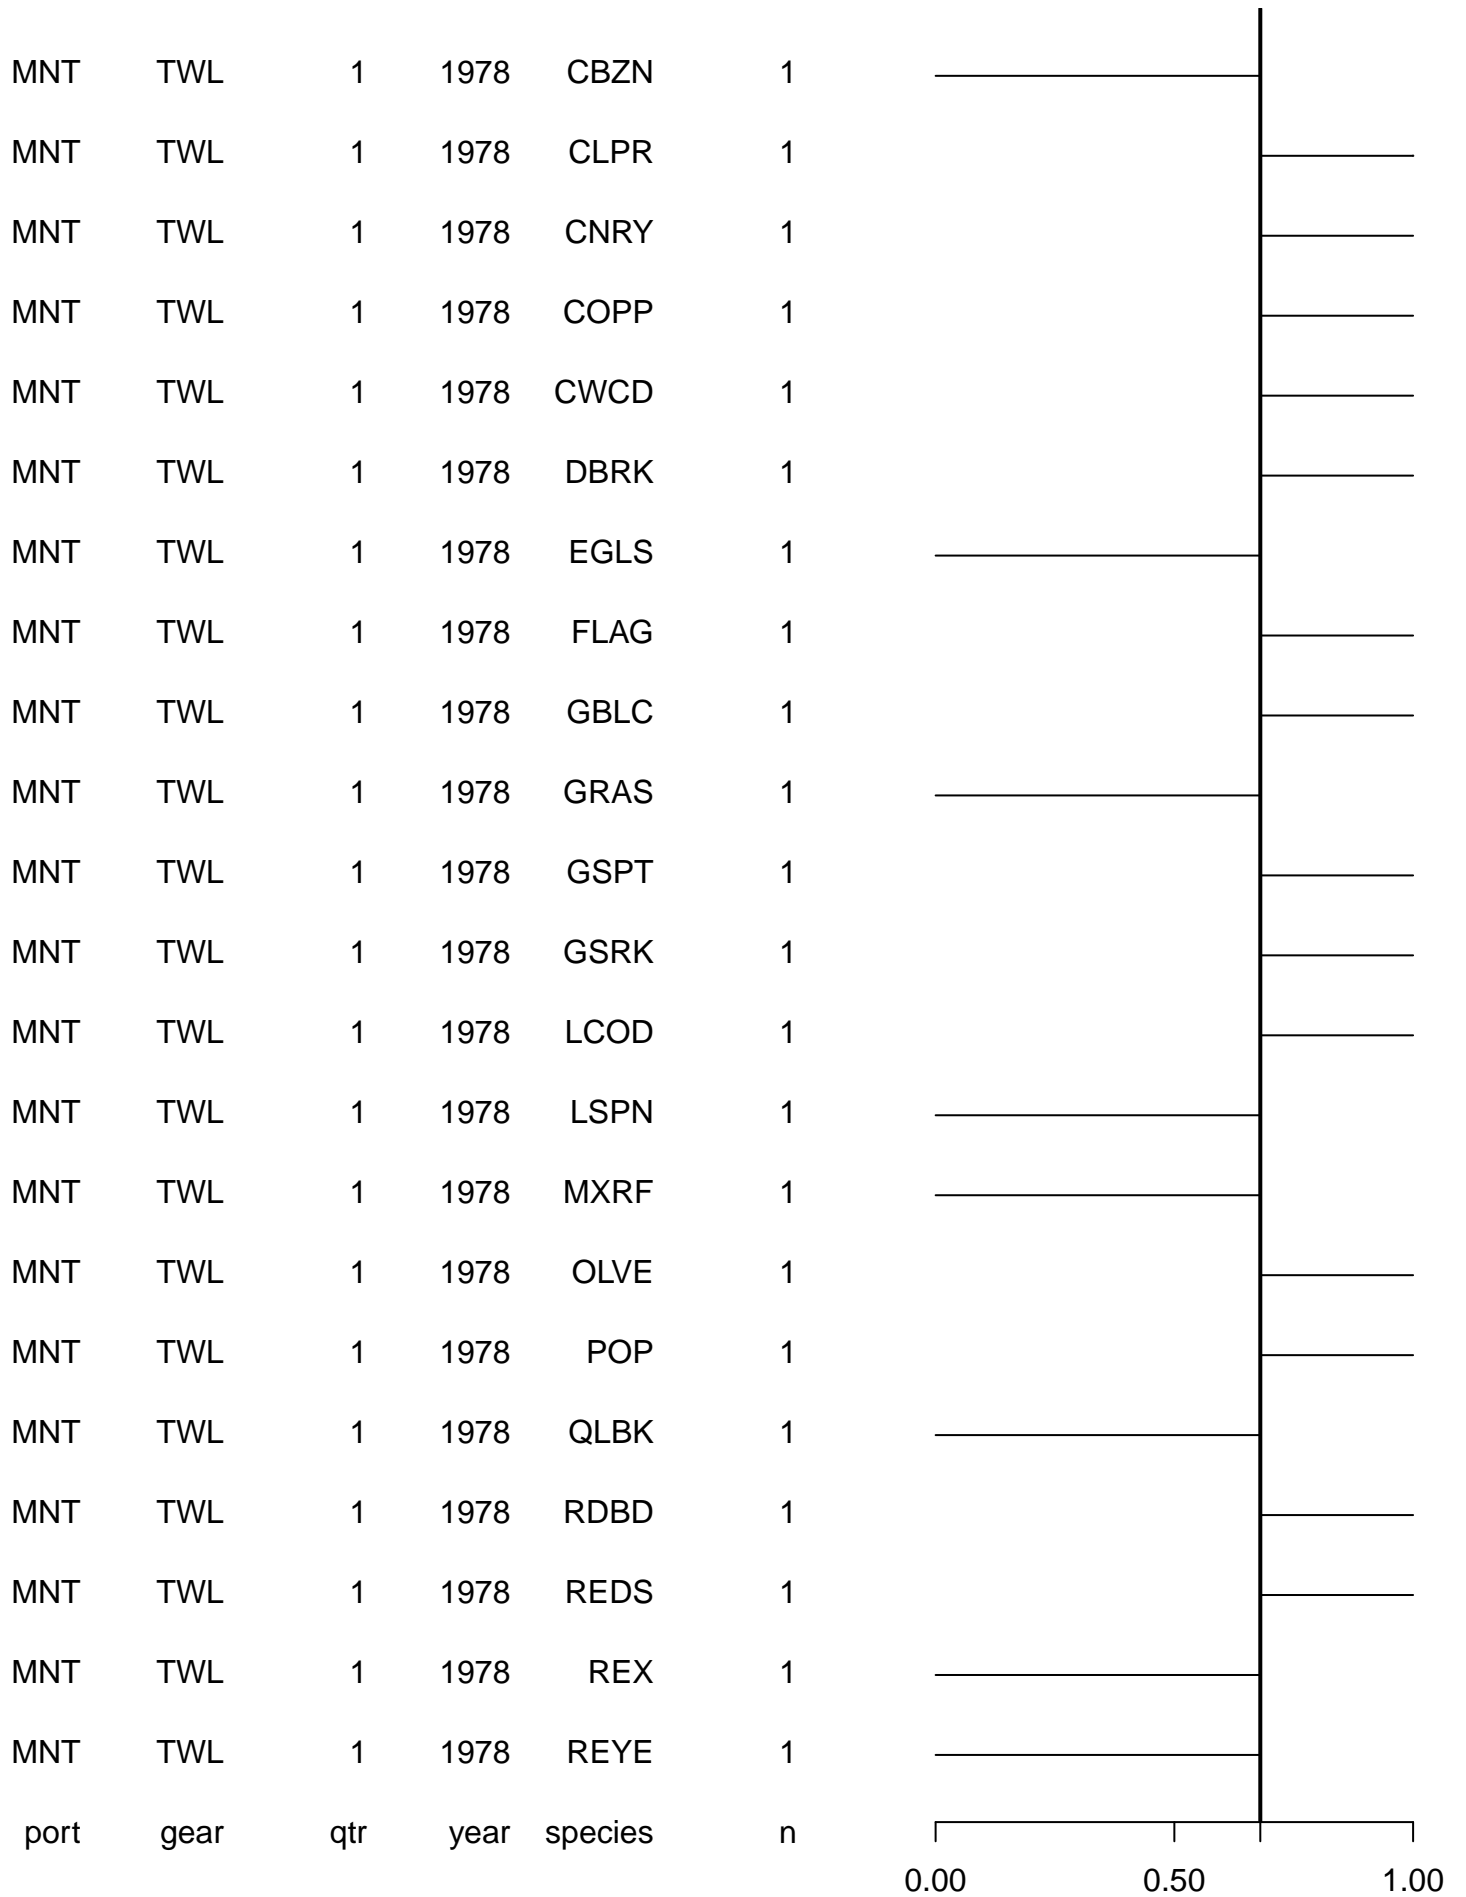 MNT TWL 1 1978 CBZN 1
MNT TWL 1 1978 CLPR 1
MNT TWL 1 1978 CNRY 1
MNT TWL 1 1978 COPP 1
MNT TWL 1 1978 CWCD 1
MNT TWL 1 1978 DBRK 1
MNT TWL 1 1978 EGLS 1
MNT TWL 1 1978 FLAG 1
MNT TWL 1 1978 GBLC 1
MNT TWL 1 1978 GRAS 1
MNT TWL 1 1978 GSPT 1
MNT TWL 1 1978 GSRK 1
MNT TWL 1 1978 LCOD 1
MNT TWL 1 1978 LSPN 1
MNT TWL 1 1978 MXRF 1
MNT TWL 1 1978 OLVE 1
MNT TWL 1 1978 POP 1
MNT TWL 1 1978 QLBK 1
MNT TWL 1 1978 RDBD 1
MNT TWL 1 1978 REDS 1
MNT TWL 1 1978 REX 1
MNT TWL 1 1978 REYE 1
port gear qtr year species n
0.00 0.50 1.00